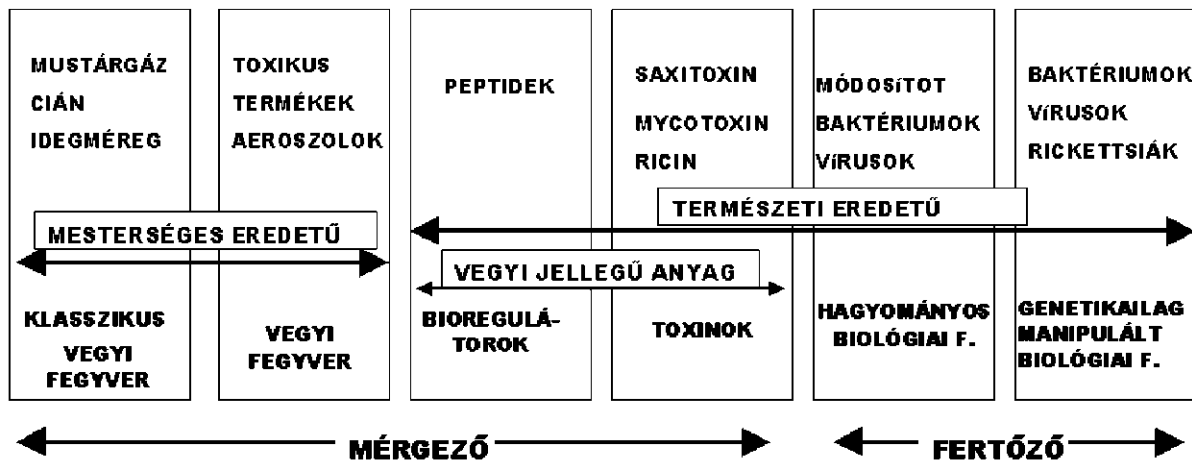 MUSTÁRGÁZ
CIÁN
IDEGMÉREG
TOXIKUS
TERMÉKEK
AEROSZOLOK
PEPTIDEK
SAXITOXIN
MYCOTOXIN
RICIN
MÓDOSíTOT
BAKTÉRIUMOK
VÍRUSOK
BAKTÉRIUMOK
VíRUSOK
RICKETTSIÁK
MESTERSÉGES EREDETŰ
TERMÉSZETI EREDETŰ
VEGYI JELLEGŰ ANYAG
KLASSZIKUS
VEGYI
FEGYVER
VEGYI
FEGYVER
BIOREGULÁ-
TOROK
TOXINOK
HAGYOMÁNYOS
BIOLÓGIAI F.
GENETIKAILAG
MANIPULÁLT
BIOLÓGIAI F.
MÉRGEZŐ
FERTŐZŐ